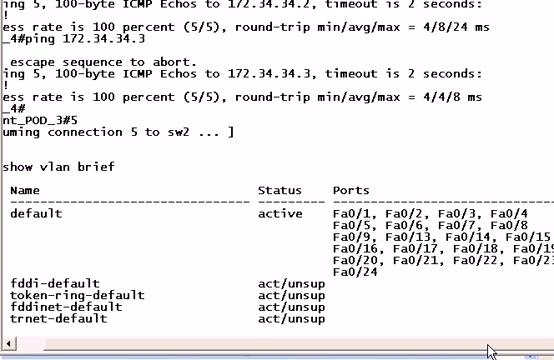 ing 5, 100-byte ICMP Echos to 172.34.34.2, timeout is 2 seconds:
!
ess rate is 100 percent (5/5), round-trip min/avg/max = 4/8/24 ms
_4#ping 172.34.34.3
escape sequence to abort.
ing 5, 100-byte ICMP Echos to 172.34.34.3, timeout is 2 seconds:
!
ess rate is 100 percent (5/5), round-trip min/avg/max = 4/4/8 ms
_4#
nt_POD_3#5
uming connection 5 to sw2 ... ]
show vlan brief
Name Status Ports
-------------------------------- --------- -------------------------------
default active Fa0/1, Fa0/2, Fa0/3, Fa0/4
Fa0/5, Fa0/6, Fa0/7, Fa0/8
Fa0/9, Fa0/13, Fa0/14, Fa0/15
Fa0/16, Fa0/17, Fa0/18, Fa0/19
Fa0/20, Fa0/21, Fa0/22, Fa0/23
Fa0/24
fddi-default act/unsup
token-ring-default act/unsup
fddinet-default act/unsup
trnet-default act/unsup